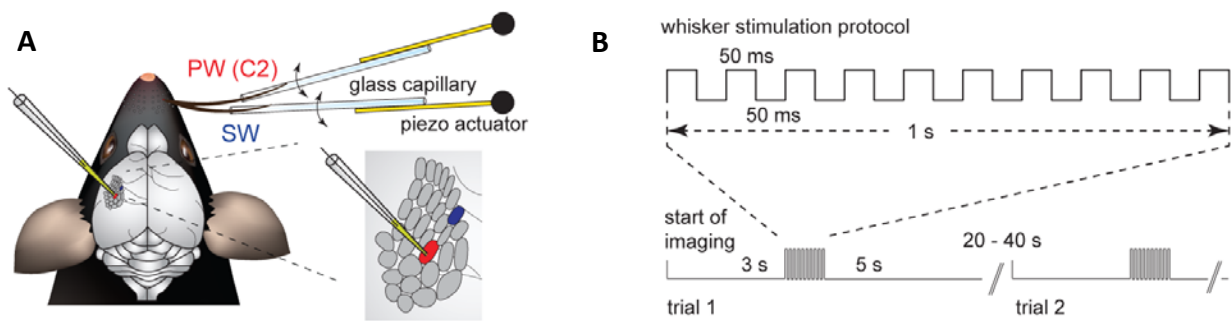 A
PW (C2)
glass capillary
SW
piezo actuator
B
whisker stimulation protocol
50 ms
50 ms
1 s
start of
imaging
3 s
5 s
20 - 40 s
trial 1
trial 2